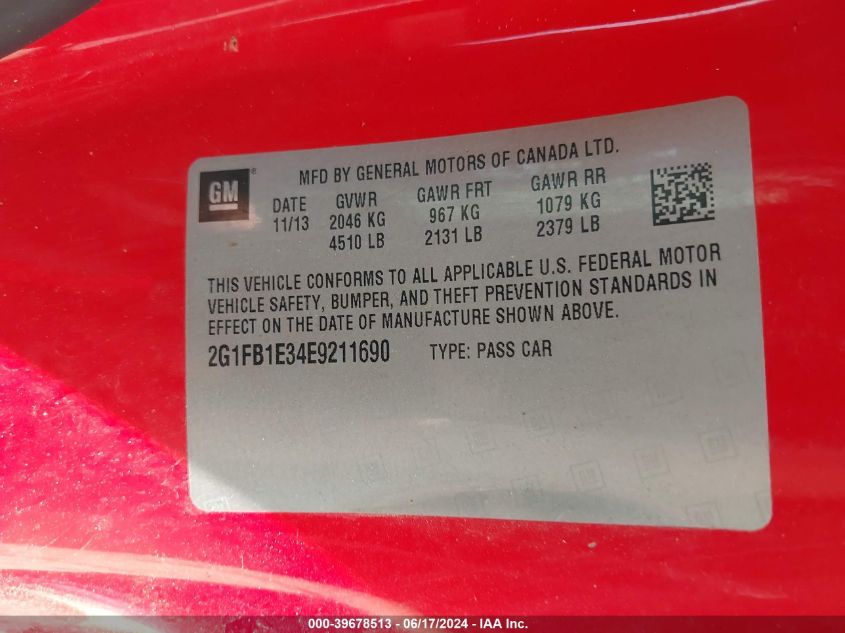 GM ®
MFD BY GENERAL MOTORS OF CANADA LTD.
DATE GVWR GAWR FRT GAWR RR
11/13 2046 KG 967 KG 1079 KG
4510 LB 2131 LB 2379 LB
THIS VEHICLE CONFORMS TO ALL APPLICABLE U.S. FEDERAL MOTOR
VEHICLE SAFETY, BUMPER, AND THEFT PREVENTION STANDARDS IN
EFFECT ON THE DATE OF MANUFACTURE SHOWN ABOVE.
2G1FB1E34E9211690 TYPE: PASS CAR
000-39678513 - 06/17/2024 - IAA Inc.